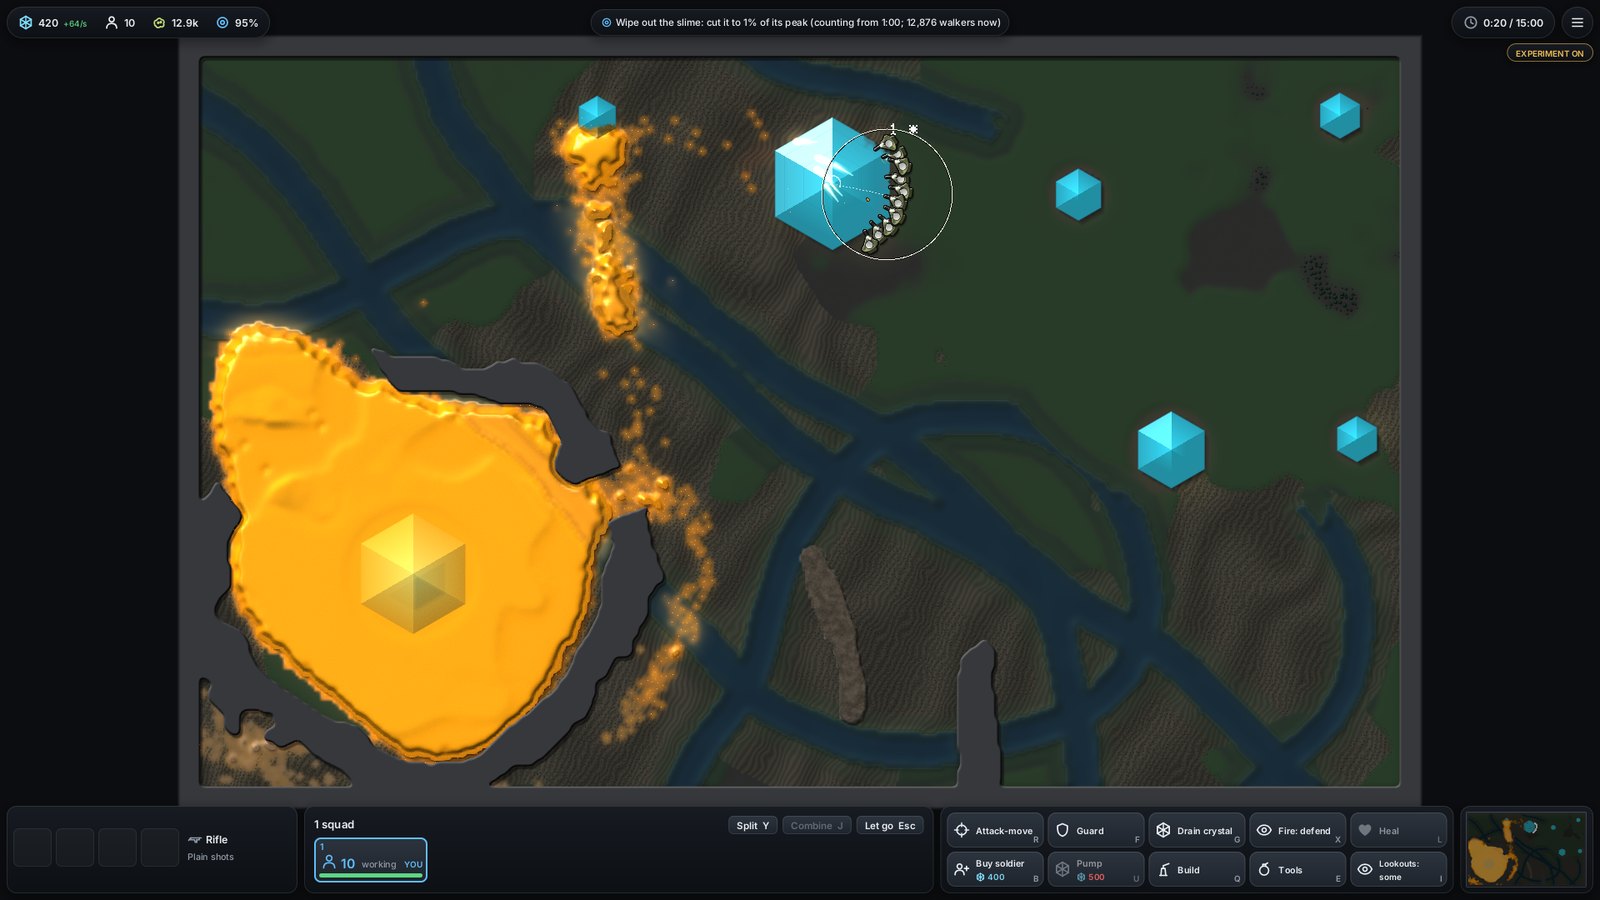 420 +64/s 10 12.9k 95%
Wipe out the slime: cut it to 1% of its peak (counting from 1:00; 12,876 walkers now)
0:20 / 15:00
EXPERIMENT ON
1
Rifle
Plain shots
1 squad
Split Y
Combine J
Let go Esc
1
10 working YOU
Attack-move R
Guard F
Drain crystal G
Fire: defend X
Heal L
Buy soldier 400 B
Pump 500 U
Build Q
Tools E
Lookouts: some I